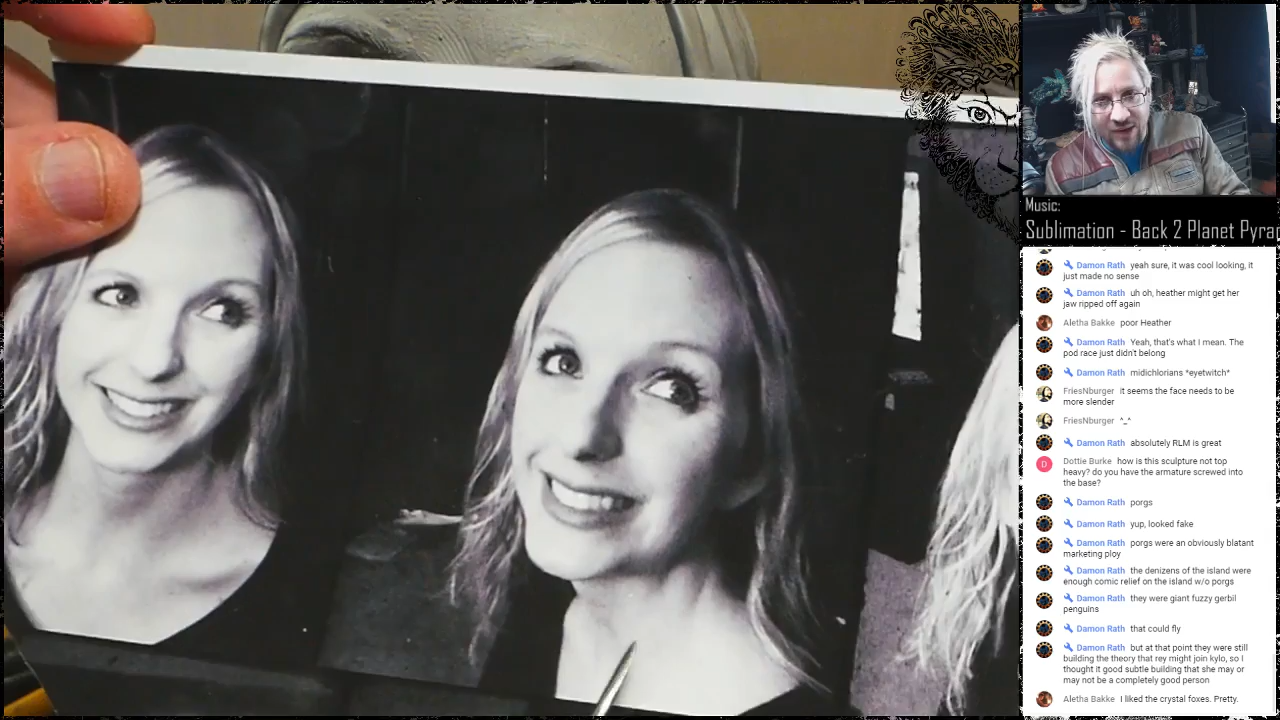 Music:
Sublimation - Back 2 Planet Pyra
Damon Rath yeah sure, it was cool looking, it
just made no sense
Damon Rath uh oh, heather might get her
jaw ripped off again
Aletha Bakke poor Heather
Damon Rath Yeah, that's what I mean. The
pod race just didn't belong
Damon Rath midichlorians *eyetwitch*
FriesNburger it seems the face needs to be
more slender
FriesNburger ^_^
Damon Rath absolutely RLM is great
D Dottie Burke how is this sculpture not top
heavy? do you have the armature screwed into
the base?
Damon Rath porgs
Damon Rath yup, looked fake
Damon Rath porgs were an obviously blatant
marketing ploy
Damon Rath the denizens of the island were
enough comic relief on the island w/o porgs
Damon Rath they were giant fuzzy gerbil
penguins
Damon Rath that could fly
Damon Rath but at that point they were still
building the theory that rey might join kylo, so I
thought it good subtle building that she may or
may not be a completely good person
Aletha Bakke I liked the crystal foxes. Pretty.